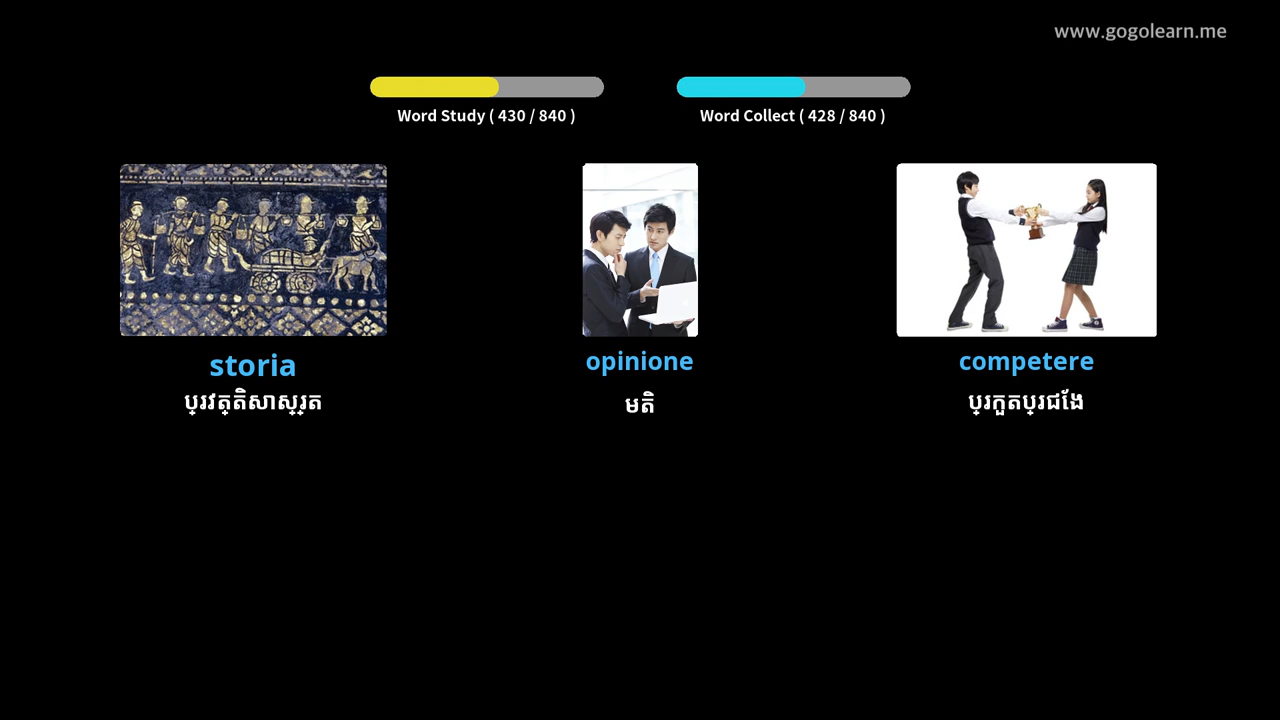 www.gogolearn.me
Word Study ( 430 / 840 )
Word Collect ( 428 / 840 )
storia
ប្រវត្តិសាស្រ្ត
opinione
មតិ
competere
ប្រកួតប្រជែង